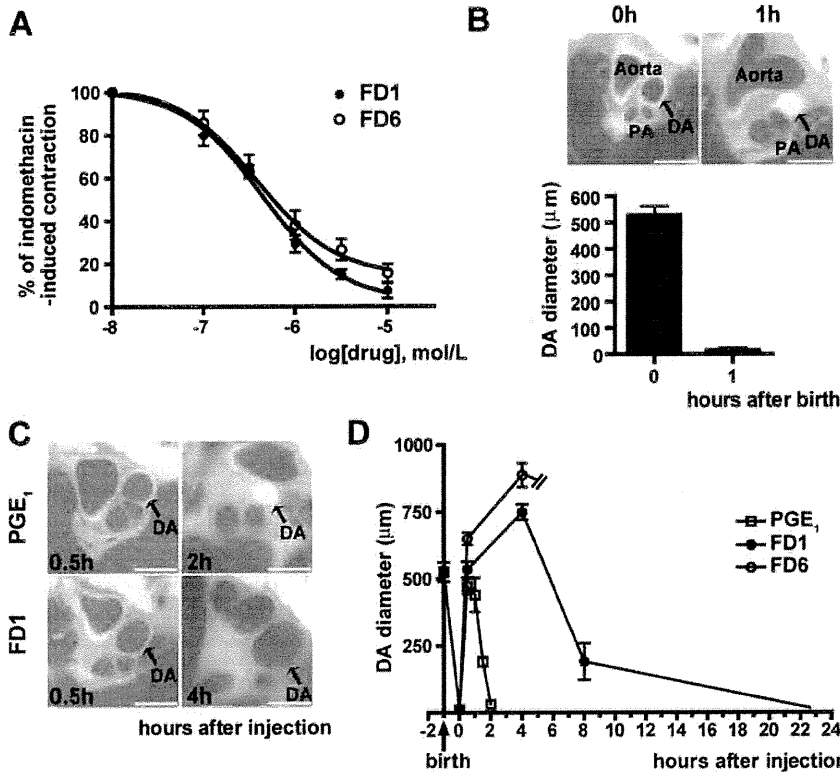 A
% of indomethacin
-induced contraction
100
80
60
40
20
0
-8
-7
-6
-5
log[drug], mol/L
FD1
FD6
B
0h
1h
Aorta
PA
DA
Aorta
PA
DA
DA diameter (μm)
600
500
400
300
200
100
0
0
1
hours after birth
C
PGE1
DA
0.5h
DA
2h
FD1
DA
0.5h
DA
4h
hours after injection
D
DA diameter (μm)
1000
750
500
250
PGE1
FD1
FD6
-2 0 2 4 6 8 10 12 14 16 18 20 22 24
birth
hours after injection